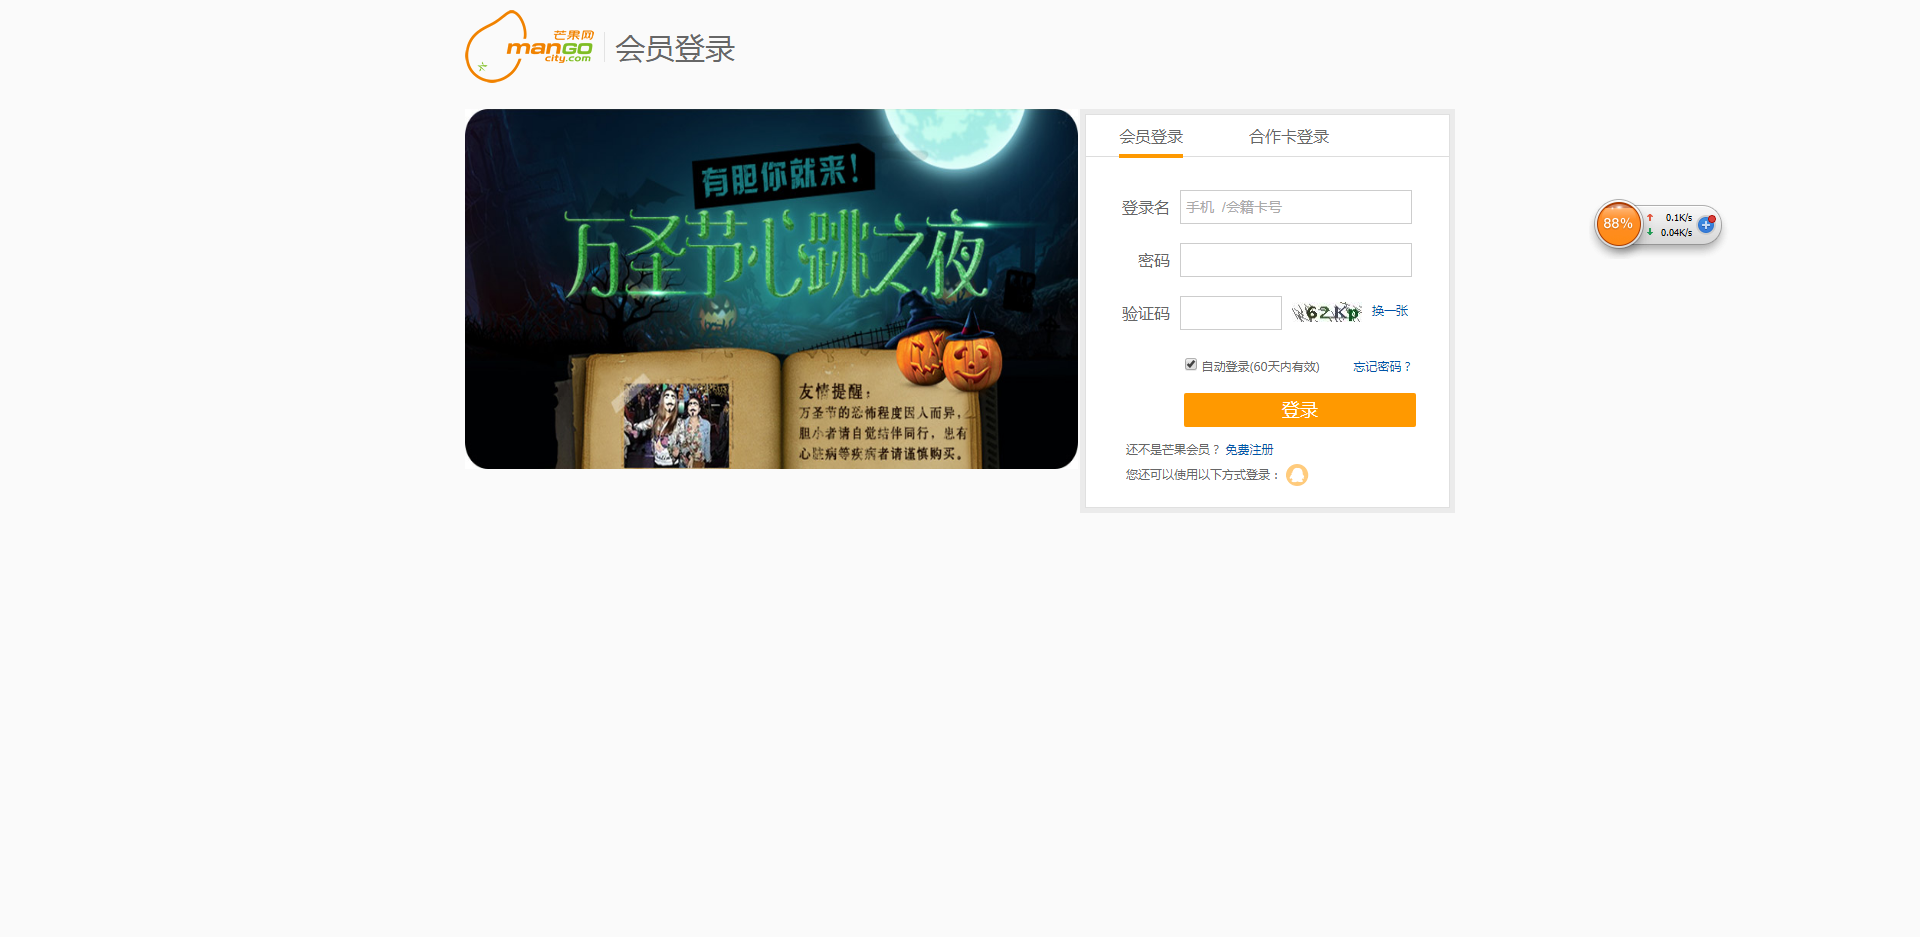 芒果网
mango
city.com
会员登录
有胆你就来！
万圣节心跳之夜
友情提醒：
万圣节的恐怖程度因人而异，
胆小者请自觉结伴同行，患有
心脏病等疾病者请谨慎购买。
会员登录 合作卡登录
登录名 手机 /会籍卡号
密码
验证码 6ZKp 换一张
自动登录(60天内有效) 忘记密码？
登录
还不是芒果会员？ 免费注册
您还可以使用以下方式登录：
88% 0.1K/s
0.04K/s